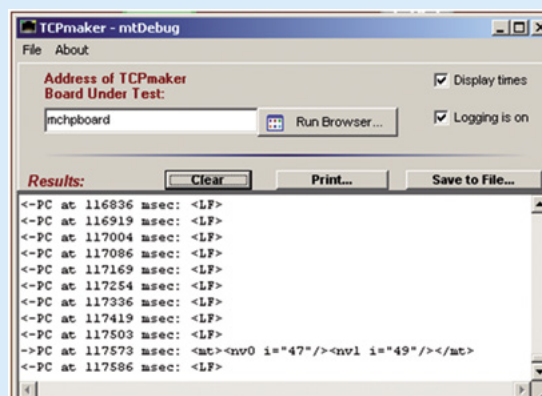 TCPmaker - mtDebug
File About
Address of TCPmaker
Board Under Test:
Display times
mchpboard
Run Browser...
Logging is on
Results:
Clear
Print...
Save to File...
<-PC at 116836 msec: <LF>
<-PC at 116919 msec: <LF>
<-PC at 117004 msec: <LF>
<-PC at 117086 msec: <LF>
<-PC at 117169 msec: <LF>
<-PC at 117254 msec: <LF>
<-PC at 117336 msec: <LF>
<-PC at 117419 msec: <LF>
<-PC at 117503 msec: <LF>
->PC at 117573 msec: <mt><nv0 i="47"/><nv1 i="49"/></mt>
<-PC at 117586 msec: <LF>